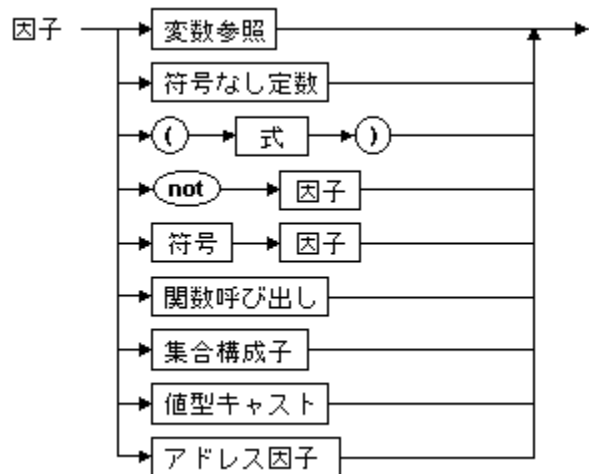 因子 変数参照
符号なし定数
( 式 )
not 因子
符号 因子
関数呼び出し
集合構成子
値型キャスト
アドレス因子